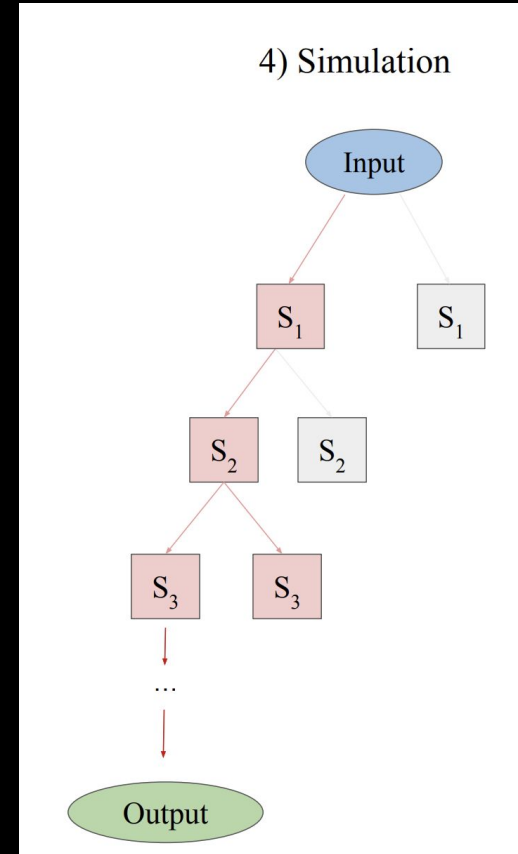 4) Simulation
Input
S₁
S₁
S₂
S₂
S₃
S₃
...
Output